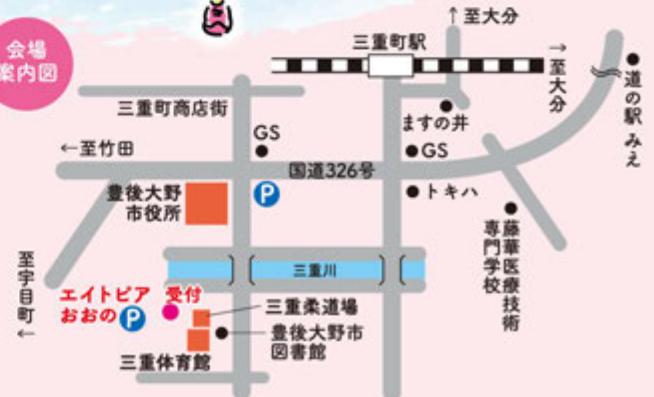 会場
案内図
↑至大分
三重町駅
→至大分
道の駅 みえ
三重町商店街
ますの井
GS
GS
←至竹田
国道326号
豊後大野
市役所
P
トキハ
藤華医療技術
専門学校
三重川
至宇目町←
エイトピア
おおの
P
受付
三重柔道場
豊後大野市
図書館
三重体育館